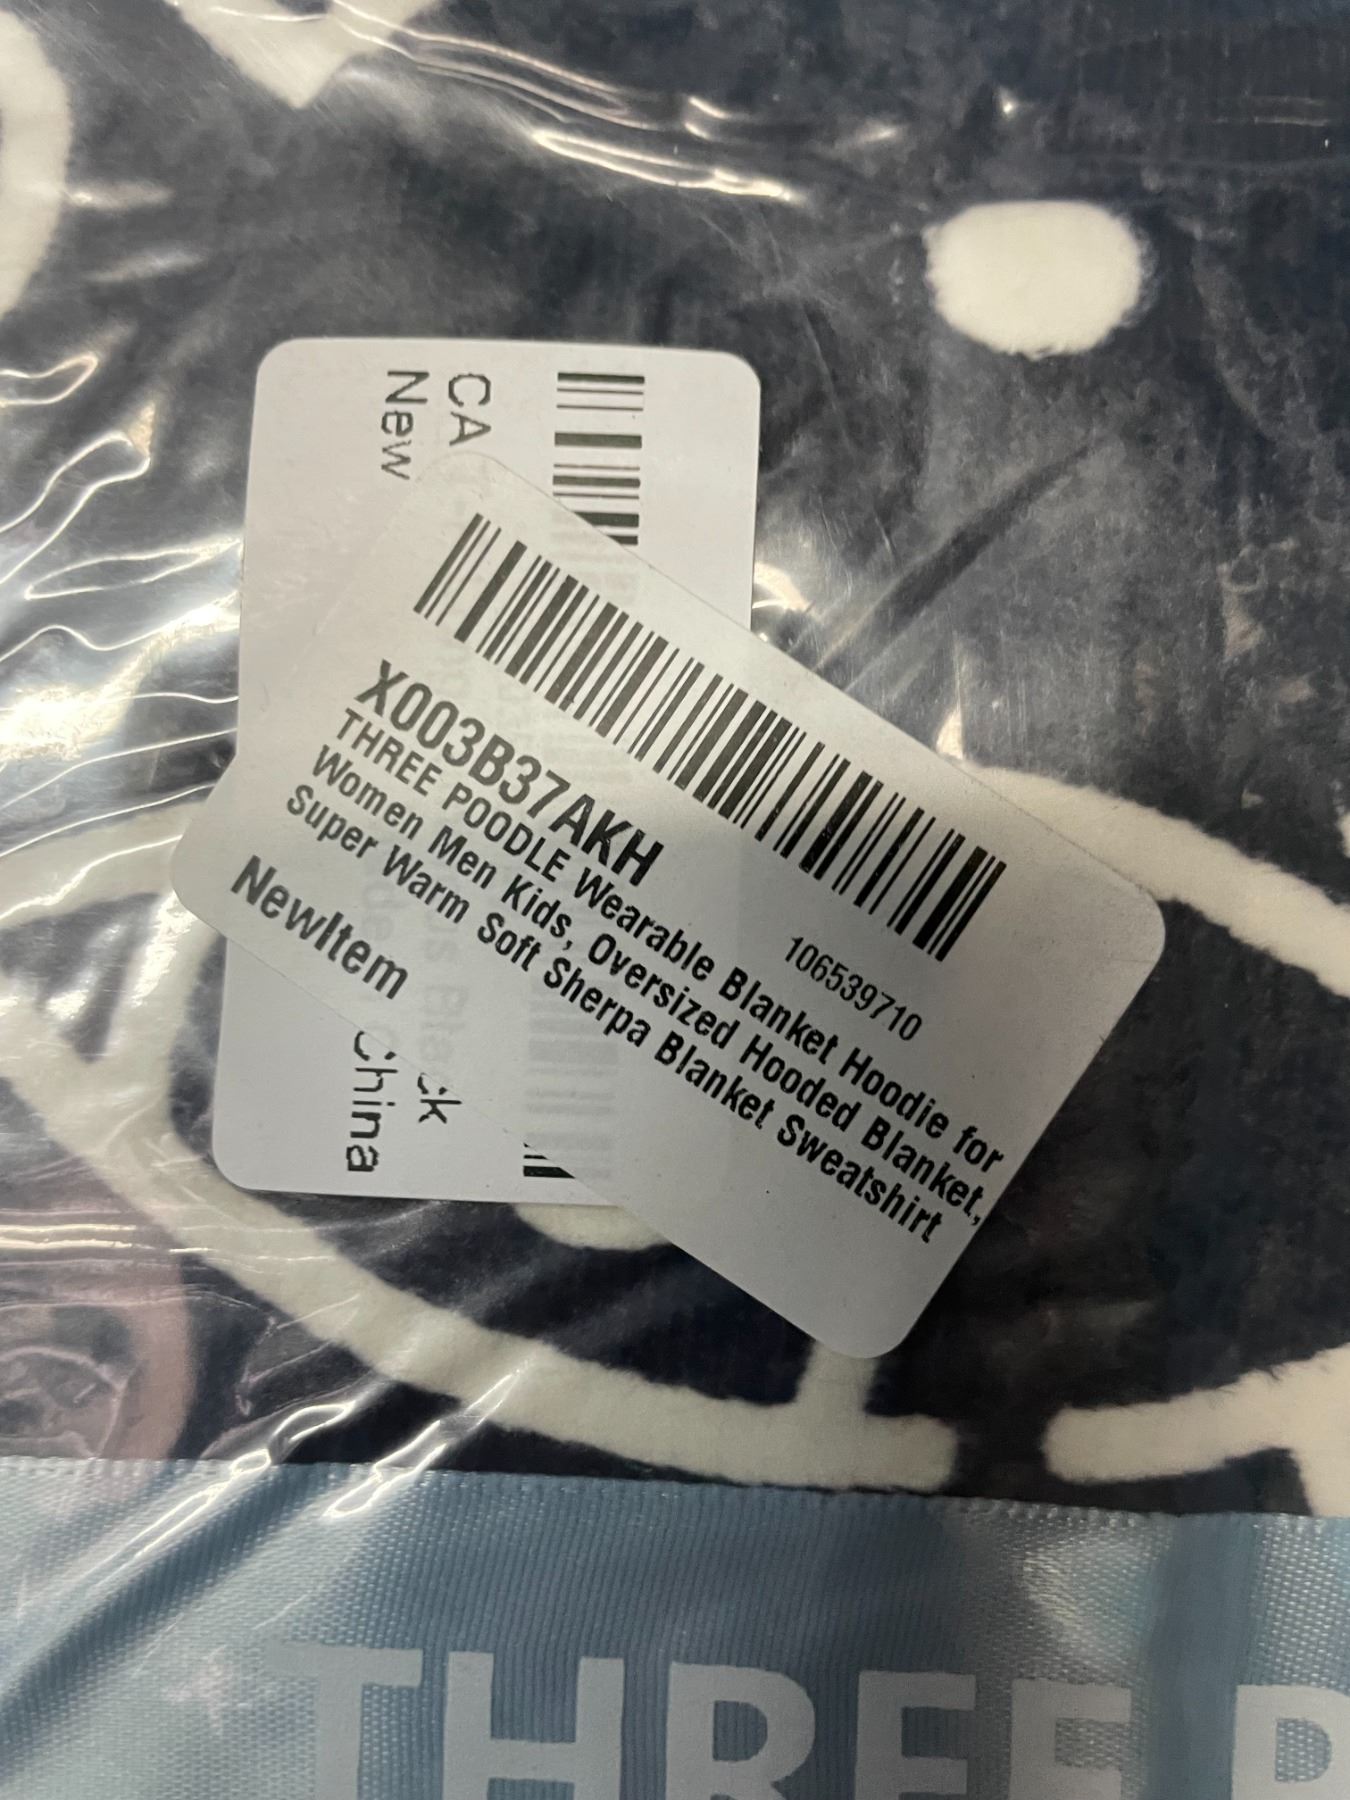 CA
New
X003B37AKH
106539710
THREE POODLE Wearable Blanket Hoodie for
Women Men Kids, Oversized Hooded Blanket,
Super Warm Soft Sherpa Blanket Sweatshirt
NewItem
ck
China
THREE P